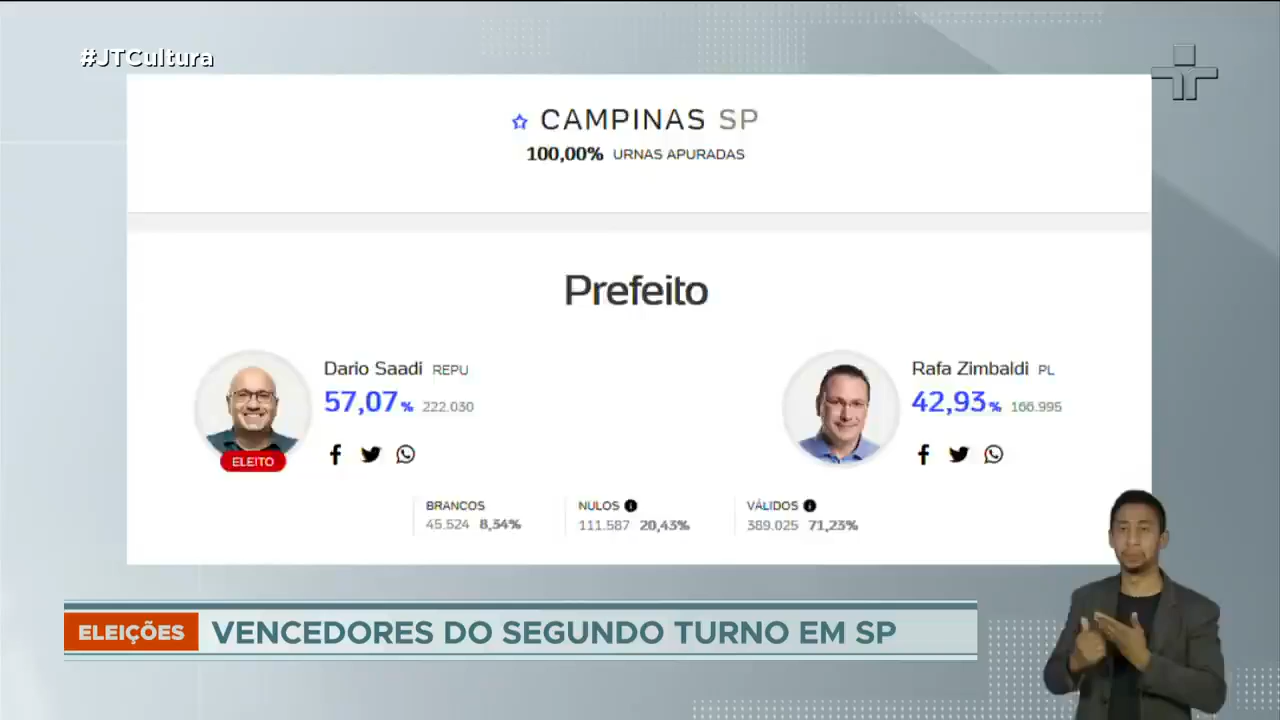 #JTCultura
CAMPINAS SP
100,00% URNAS APURADAS
Prefeito
Dario Saadi REPU
57,07% 222.030
ELEITO
Rafa Zimbaldi PL
42,93% 166.995
BRANCOS
45.524 8,34%
NULOS
111.587 20,43%
VÁLIDOS
389.025 71,23%
ELEIÇÕES VENCEDORES DO SEGUNDO TURNO EM SP